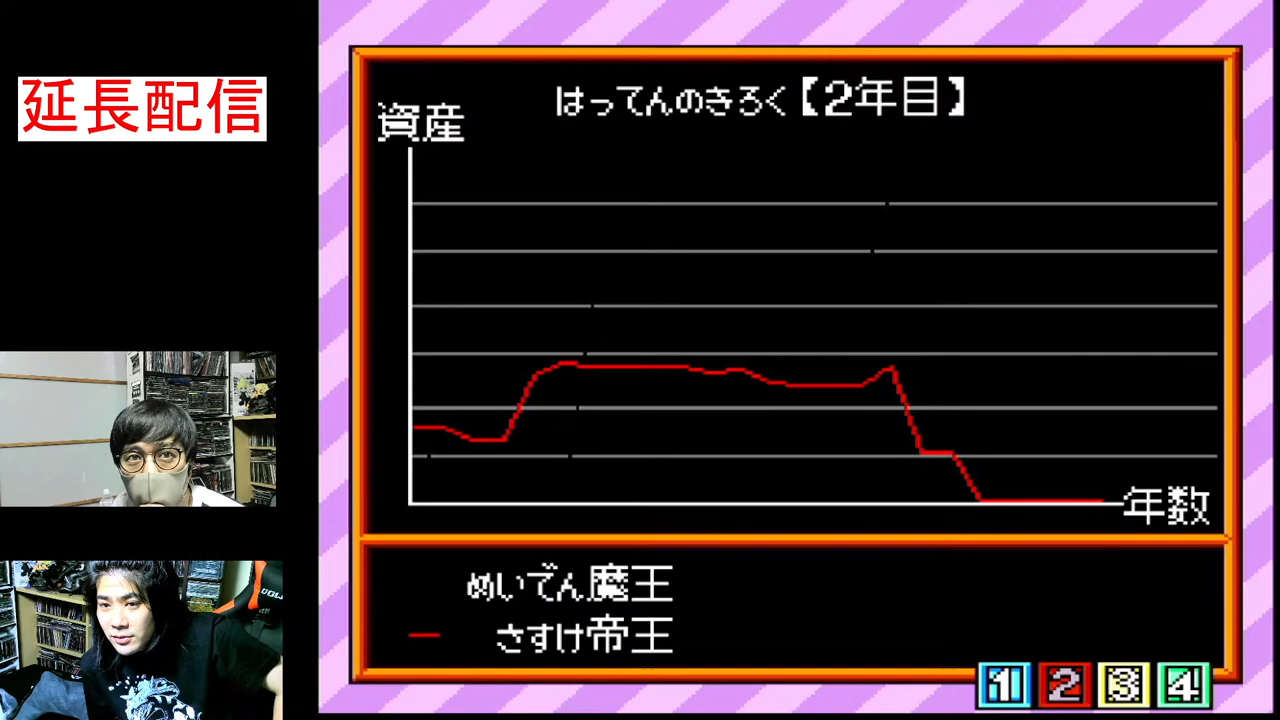 延長配信
はってんのきろく【2年目】
資産
年数
めいでん魔王
さすけ帝王
1 2 3 4